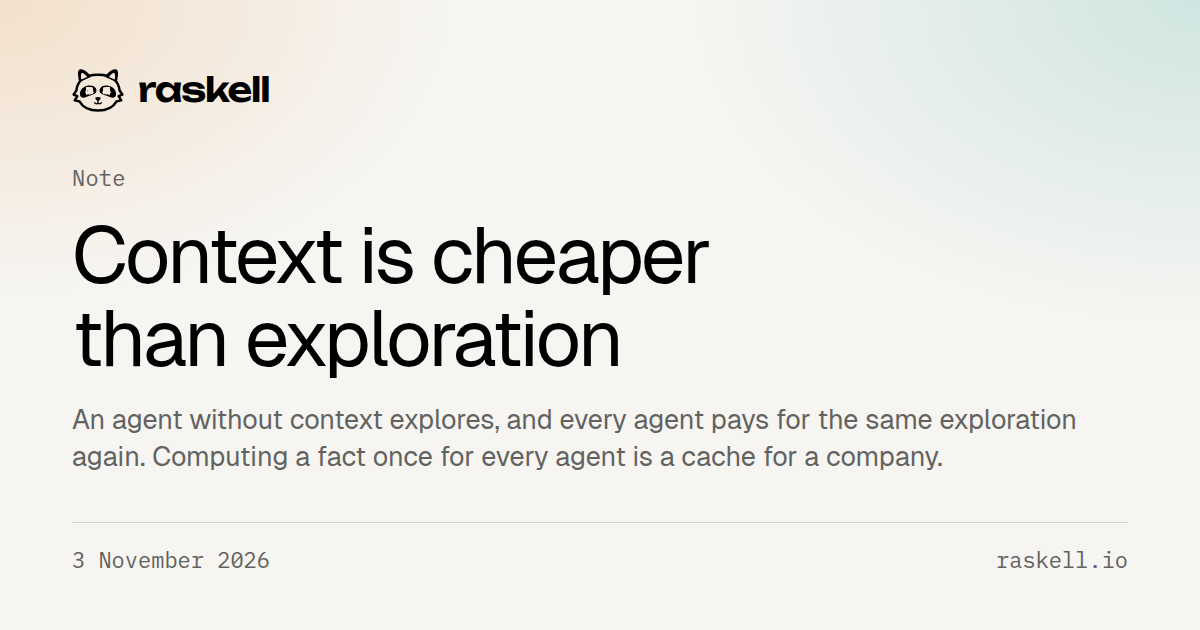 raskell
Note
Context is cheaper
than exploration
An agent without context explores, and every agent pays for the same exploration
again. Computing a fact once for every agent is a cache for a company.
3 November 2026
raskell.io